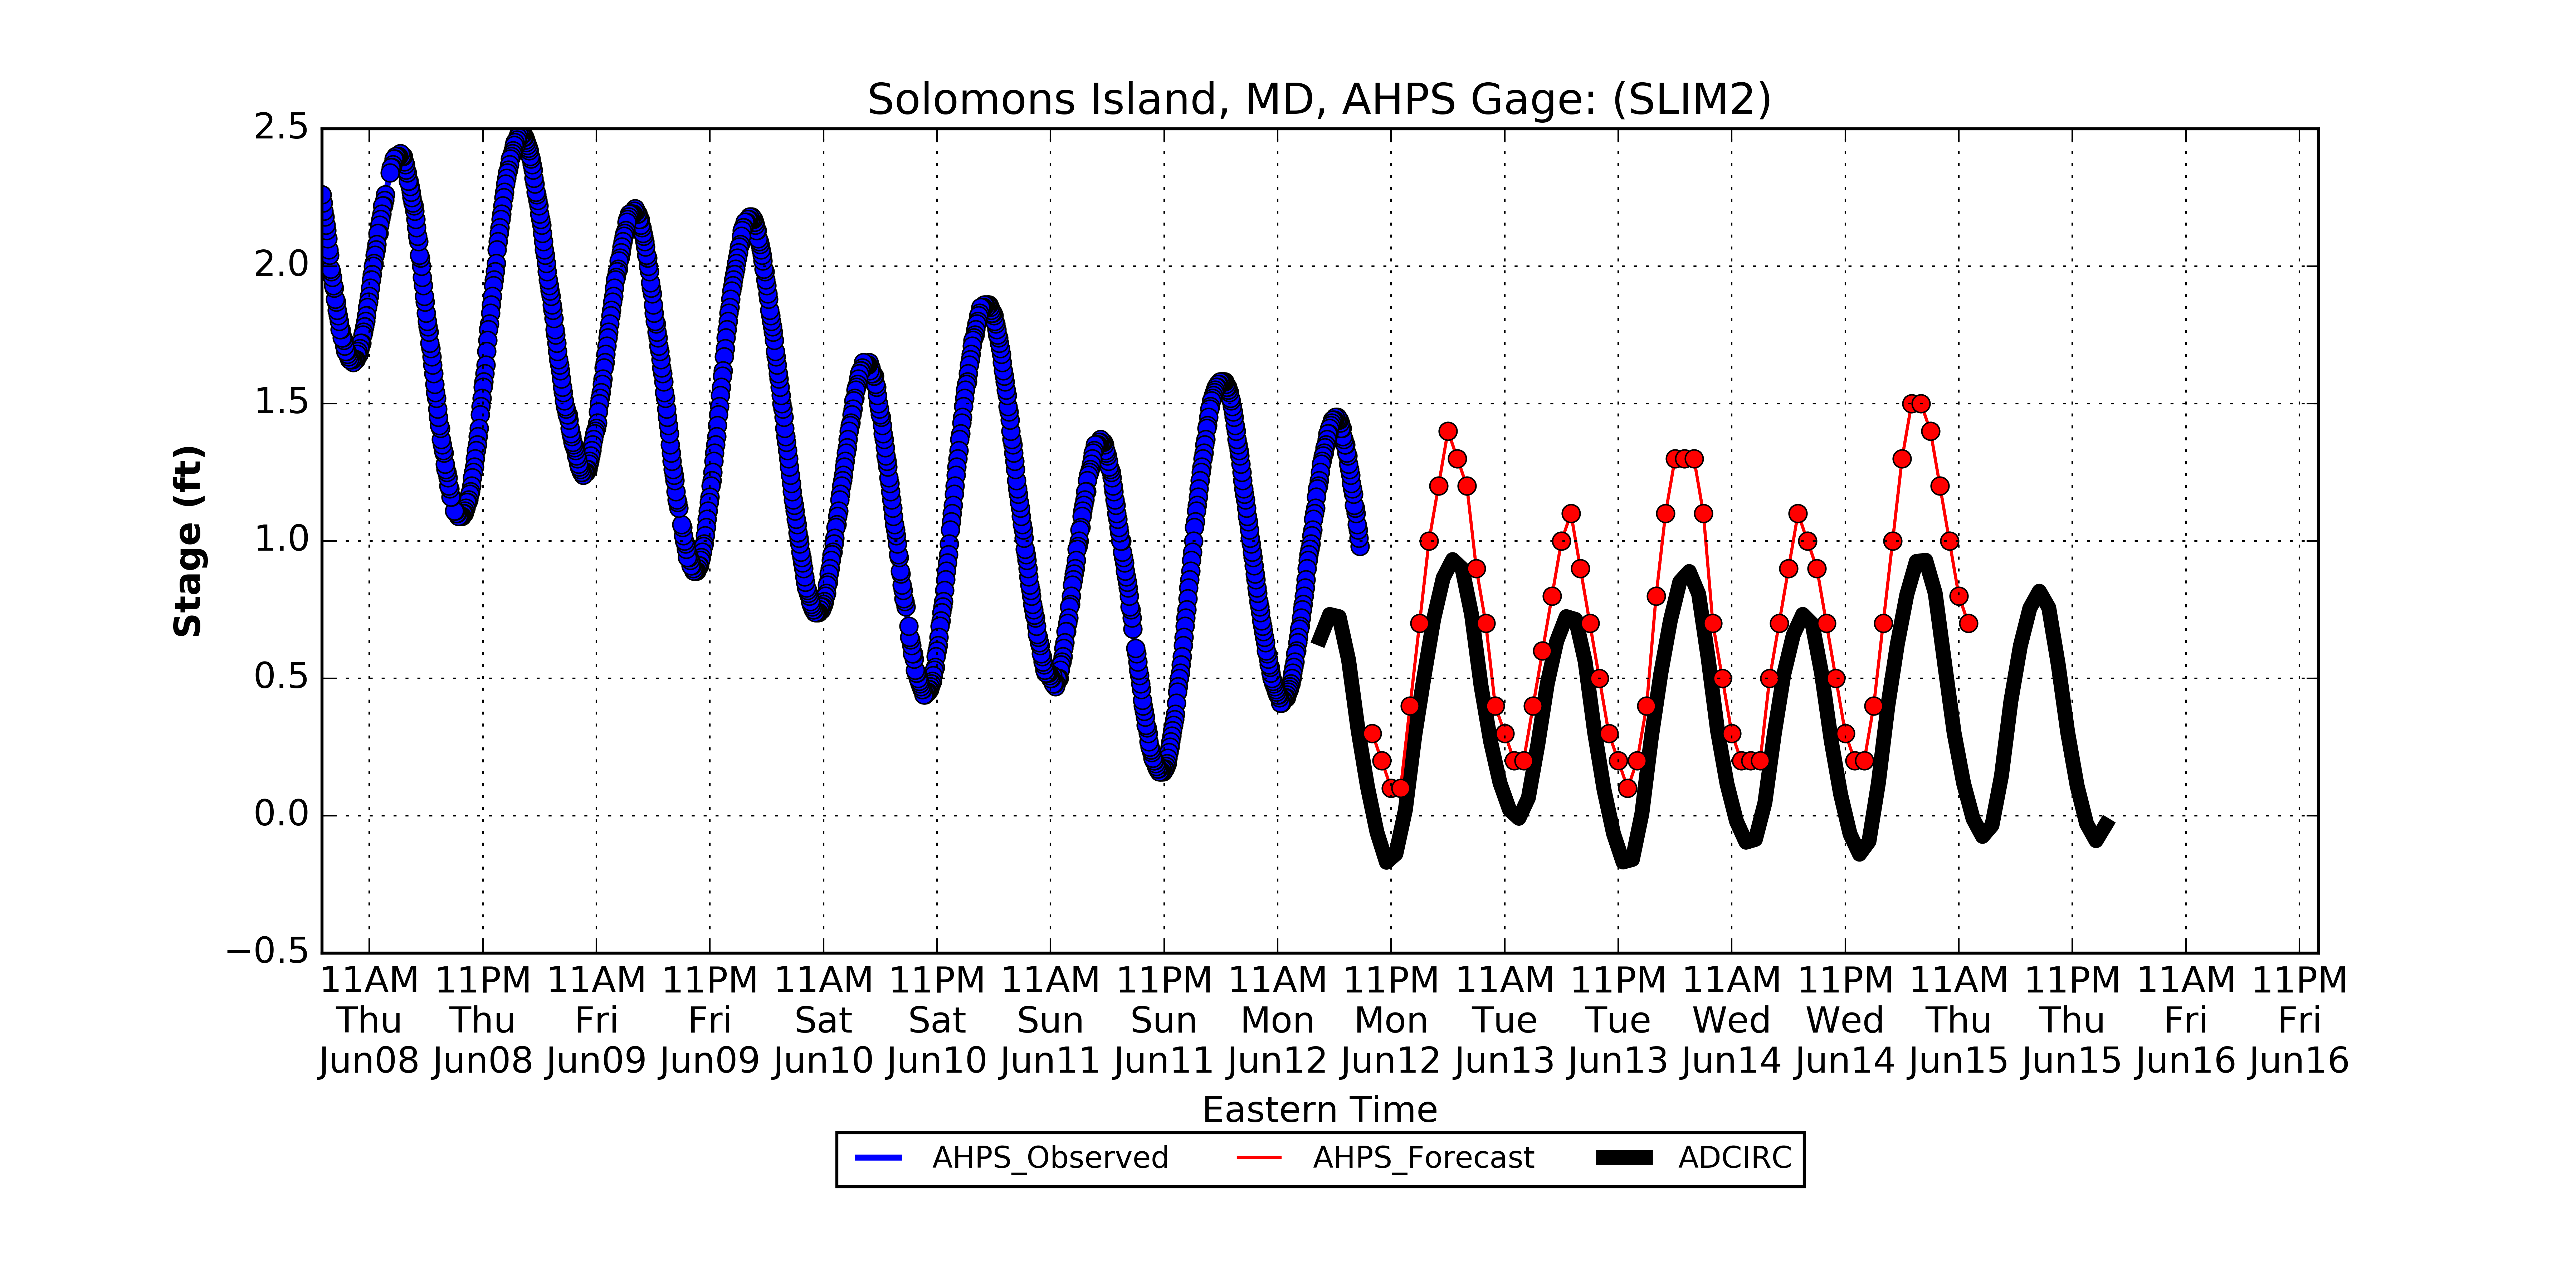 Solomons Island, MD, AHPS Gage: (SLIM2)
2.5
2.0
1.5
1.0
0.5
0.0
−0.5
Stage (ft)
11AM 11PM 11AM 11PM 11AM 11PM 11AM 11PM 11AM 11PM 11AM 11PM 11AM 11PM 11AM 11PM 11AM 11PM
Thu Thu Fri Fri Sat Sat Sun Sun Mon Mon Tue Tue Wed Wed Thu Thu Fri Fri
Jun08 Jun08 Jun09 Jun09 Jun10 Jun10 Jun11 Jun11 Jun12 Jun12 Jun13 Jun13 Jun14 Jun14 Jun15 Jun15 Jun16 Jun16
Eastern Time
AHPS_Observed AHPS_Forecast ADCIRC